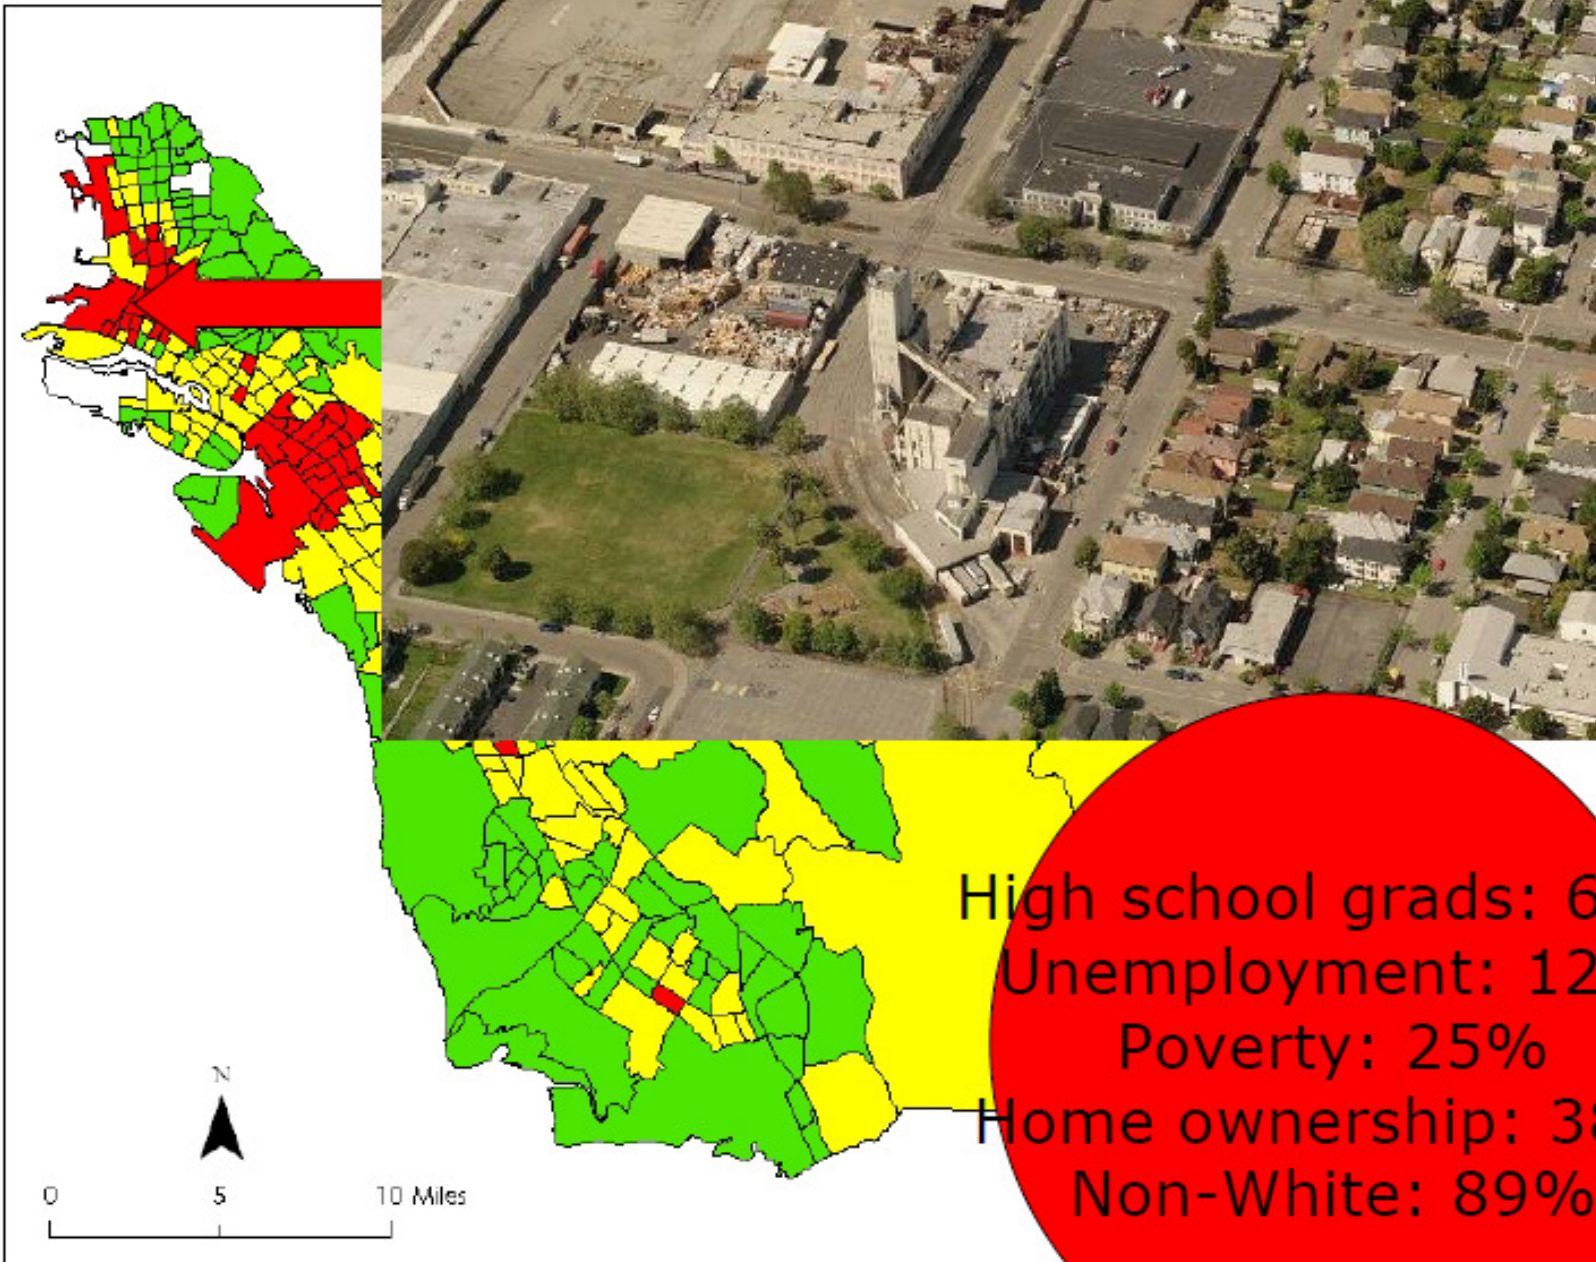 High school grads: 6
Unemployment: 12
Poverty: 25%
Home ownership: 38
Non-White: 89%
N
0 5 10 Miles